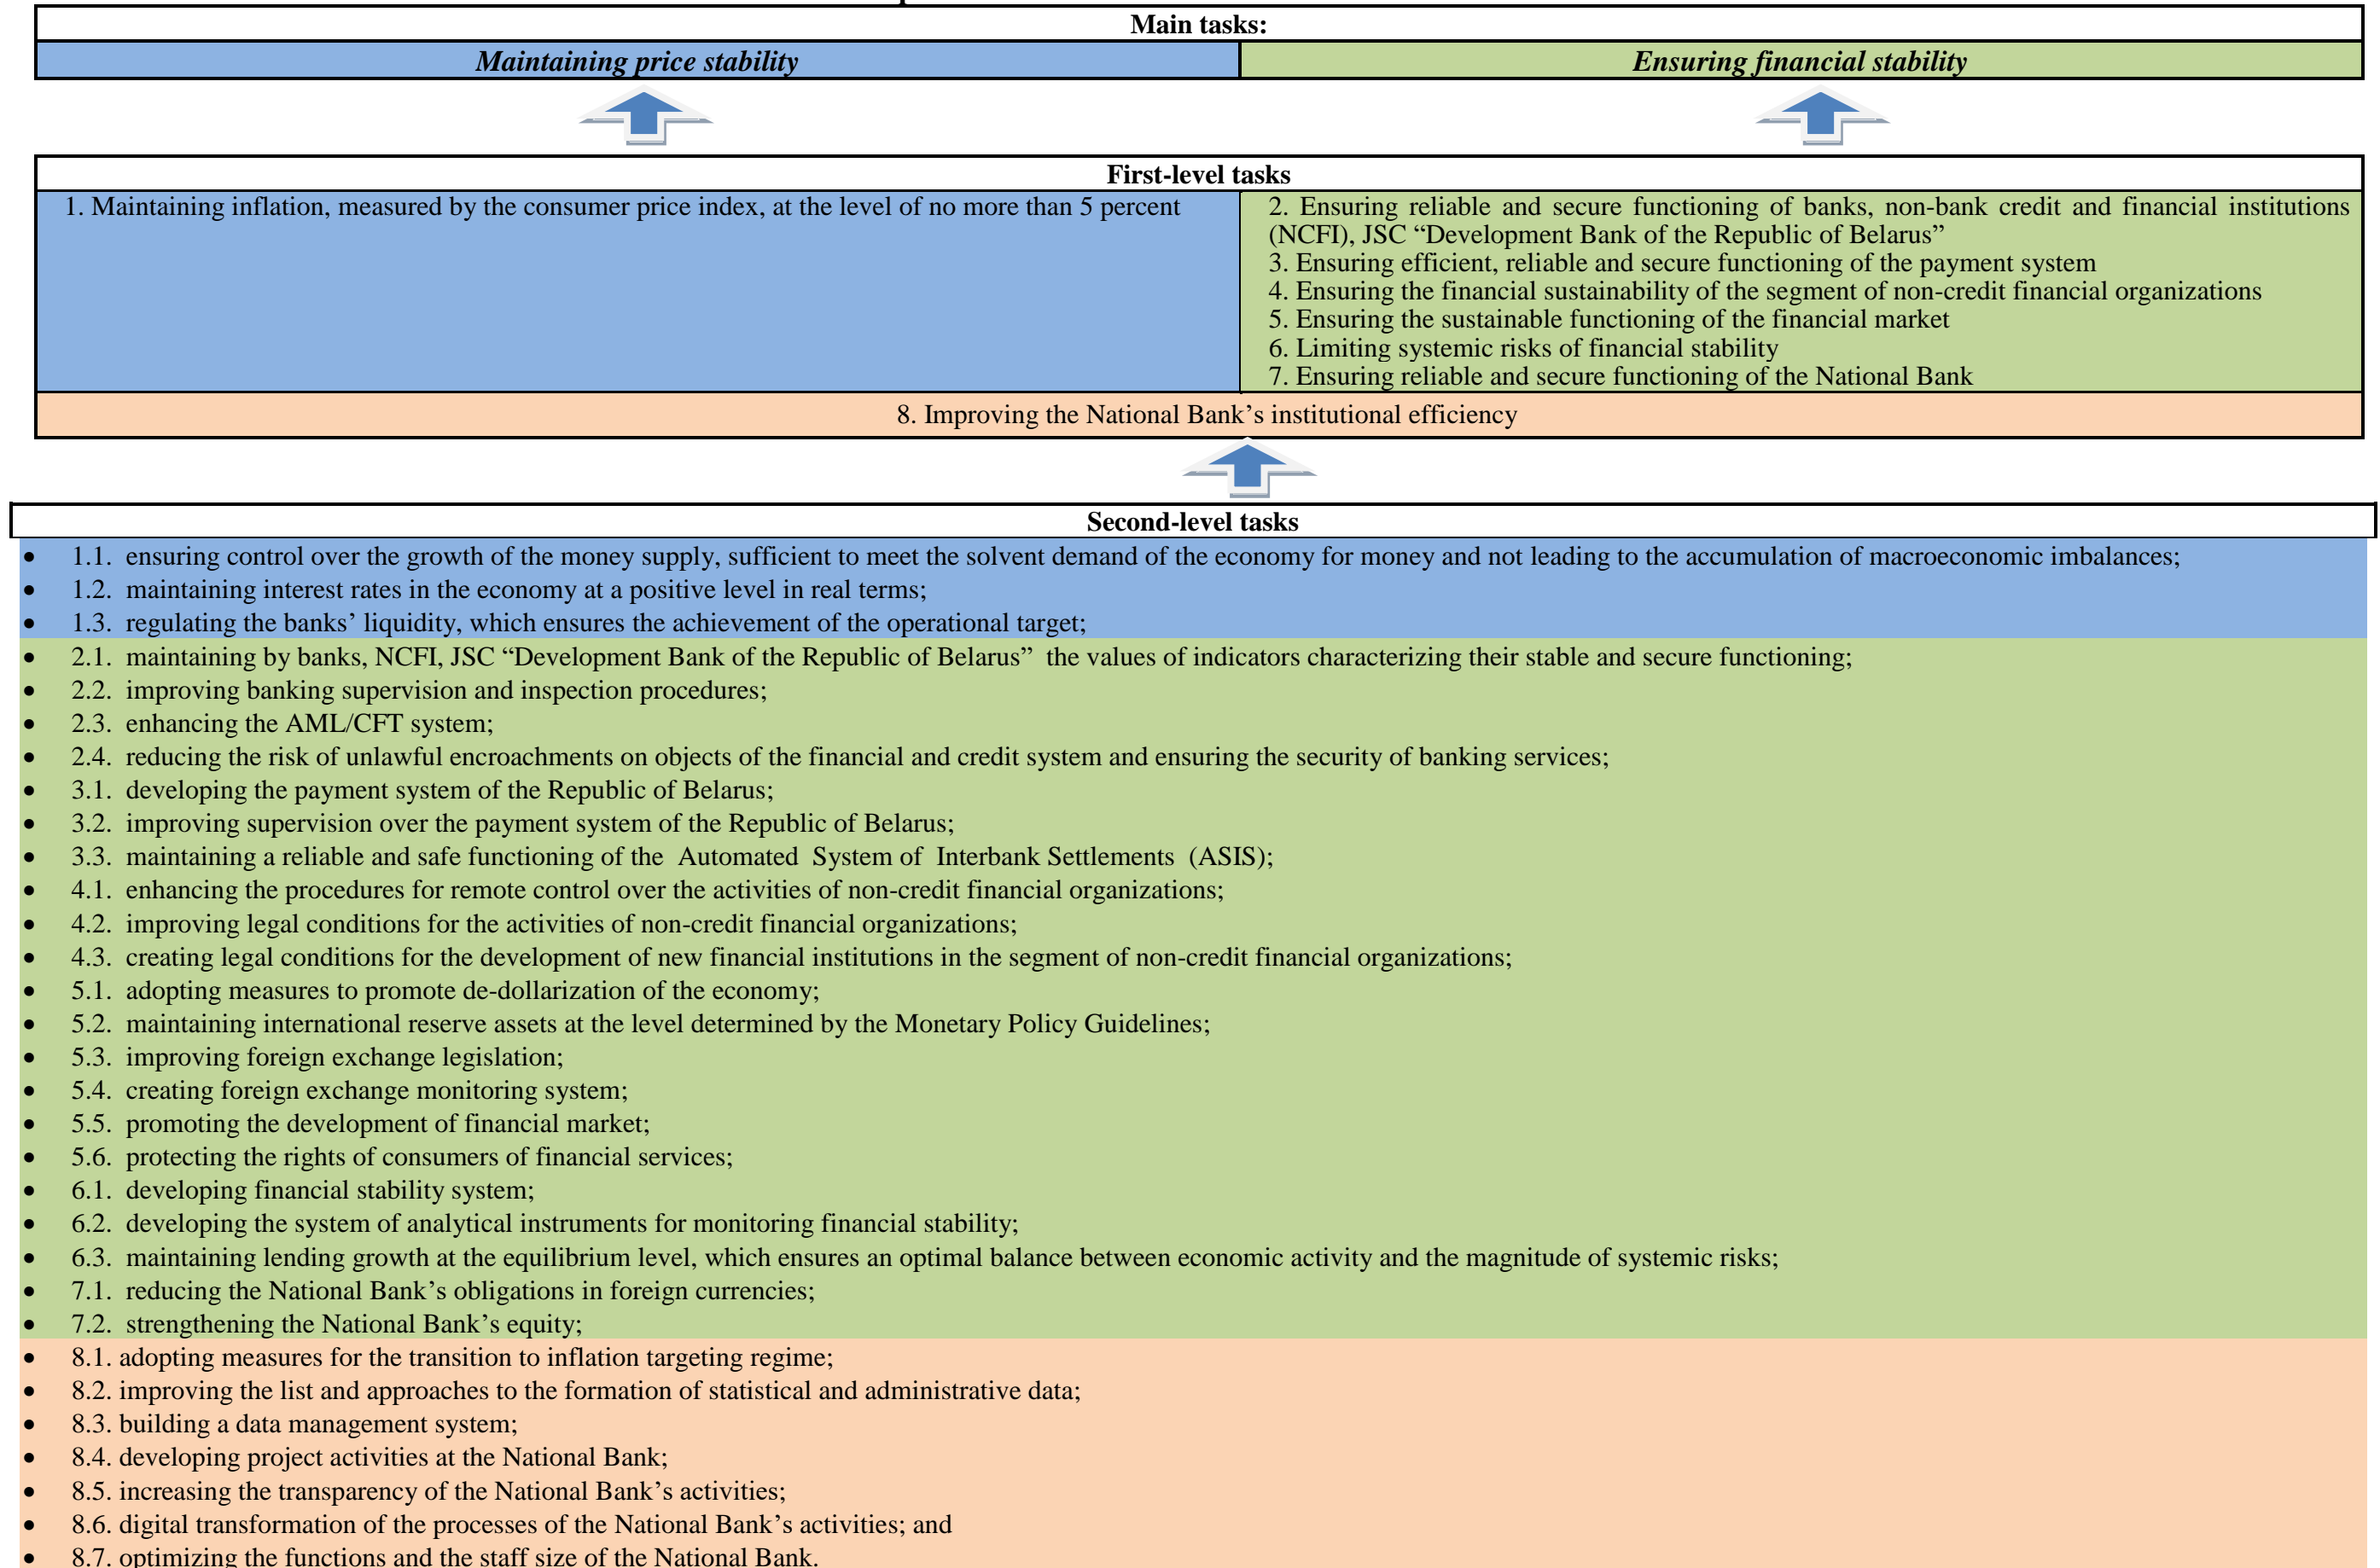 Main tasks:
Maintaining price stability
Ensuring financial stability
First-level tasks
1. Maintaining inflation, measured by the consumer price index, at the level of no more than 5 percent
2. Ensuring reliable and secure functioning of banks, non-bank credit and financial institutions
(NCFI), JSC “Development Bank of the Republic of Belarus”
3. Ensuring efficient, reliable and secure functioning of the payment system
4. Ensuring the financial sustainability of the segment of non-credit financial organizations
5. Ensuring the sustainable functioning of the financial market
6. Limiting systemic risks of financial stability
7. Ensuring reliable and secure functioning of the National Bank
8. Improving the National Bank’s institutional efficiency
Second-level tasks
• 1.1. ensuring control over the growth of the money supply, sufficient to meet the solvent demand of the economy for money and not leading to the accumulation of macroeconomic imbalances;
• 1.2. maintaining interest rates in the economy at a positive level in real terms;
• 1.3. regulating the banks’ liquidity, which ensures the achievement of the operational target;
• 2.1. maintaining by banks, NCFI, JSC “Development Bank of the Republic of Belarus” the values of indicators characterizing their stable and secure functioning;
• 2.2. improving banking supervision and inspection procedures;
• 2.3. enhancing the AML/CFT system;
• 2.4. reducing the risk of unlawful encroachments on objects of the financial and credit system and ensuring the security of banking services;
• 3.1. developing the payment system of the Republic of Belarus;
• 3.2. improving supervision over the payment system of the Republic of Belarus;
• 3.3. maintaining a reliable and safe functioning of the Automated System of Interbank Settlements (ASIS);
• 4.1. enhancing the procedures for remote control over the activities of non-credit financial organizations;
• 4.2. improving legal conditions for the activities of non-credit financial organizations;
• 4.3. creating legal conditions for the development of new financial institutions in the segment of non-credit financial organizations;
• 5.1. adopting measures to promote de-dollarization of the economy;
• 5.2. maintaining international reserve assets at the level determined by the Monetary Policy Guidelines;
• 5.3. improving foreign exchange legislation;
• 5.4. creating foreign exchange monitoring system;
• 5.5. promoting the development of financial market;
• 5.6. protecting the rights of consumers of financial services;
• 6.1. developing financial stability system;
• 6.2. developing the system of analytical instruments for monitoring financial stability;
• 6.3. maintaining lending growth at the equilibrium level, which ensures an optimal balance between economic activity and the magnitude of systemic risks;
• 7.1. reducing the National Bank’s obligations in foreign currencies;
• 7.2. strengthening the National Bank’s equity;
• 8.1. adopting measures for the transition to inflation targeting regime;
• 8.2. improving the list and approaches to the formation of statistical and administrative data;
• 8.3. building a data management system;
• 8.4. developing project activities at the National Bank;
• 8.5. increasing the transparency of the National Bank’s activities;
• 8.6. digital transformation of the processes of the National Bank’s activities; and
• 8.7. optimizing the functions and the staff size of the National Bank.